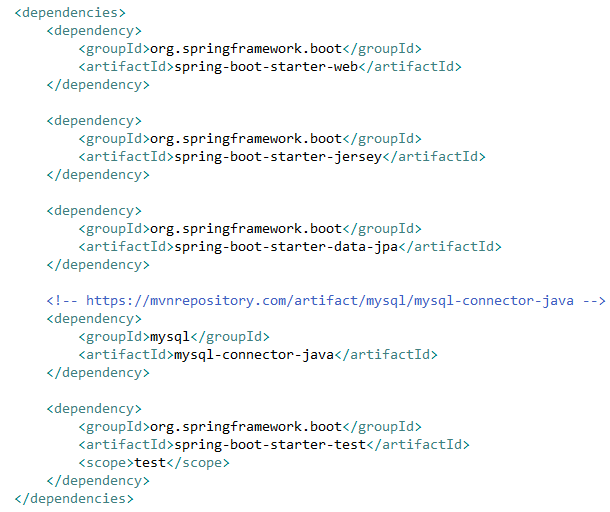 <dependencies>
<dependency>
<groupId>org.springframework.boot</groupId>
<artifactId>spring-boot-starter-web</artifactId>
</dependency>
<dependency>
<groupId>org.springframework.boot</groupId>
<artifactId>spring-boot-starter-jersey</artifactId>
</dependency>
<dependency>
<groupId>org.springframework.boot</groupId>
<artifactId>spring-boot-starter-data-jpa</artifactId>
</dependency>
<!-- https://mvnrepository.com/artifact/mysql/mysql-connector-java -->
<dependency>
<groupId>mysql</groupId>
<artifactId>mysql-connector-java</artifactId>
</dependency>
<dependency>
<groupId>org.springframework.boot</groupId>
<artifactId>spring-boot-starter-test</artifactId>
<scope>test</scope>
</dependency>
</dependencies>